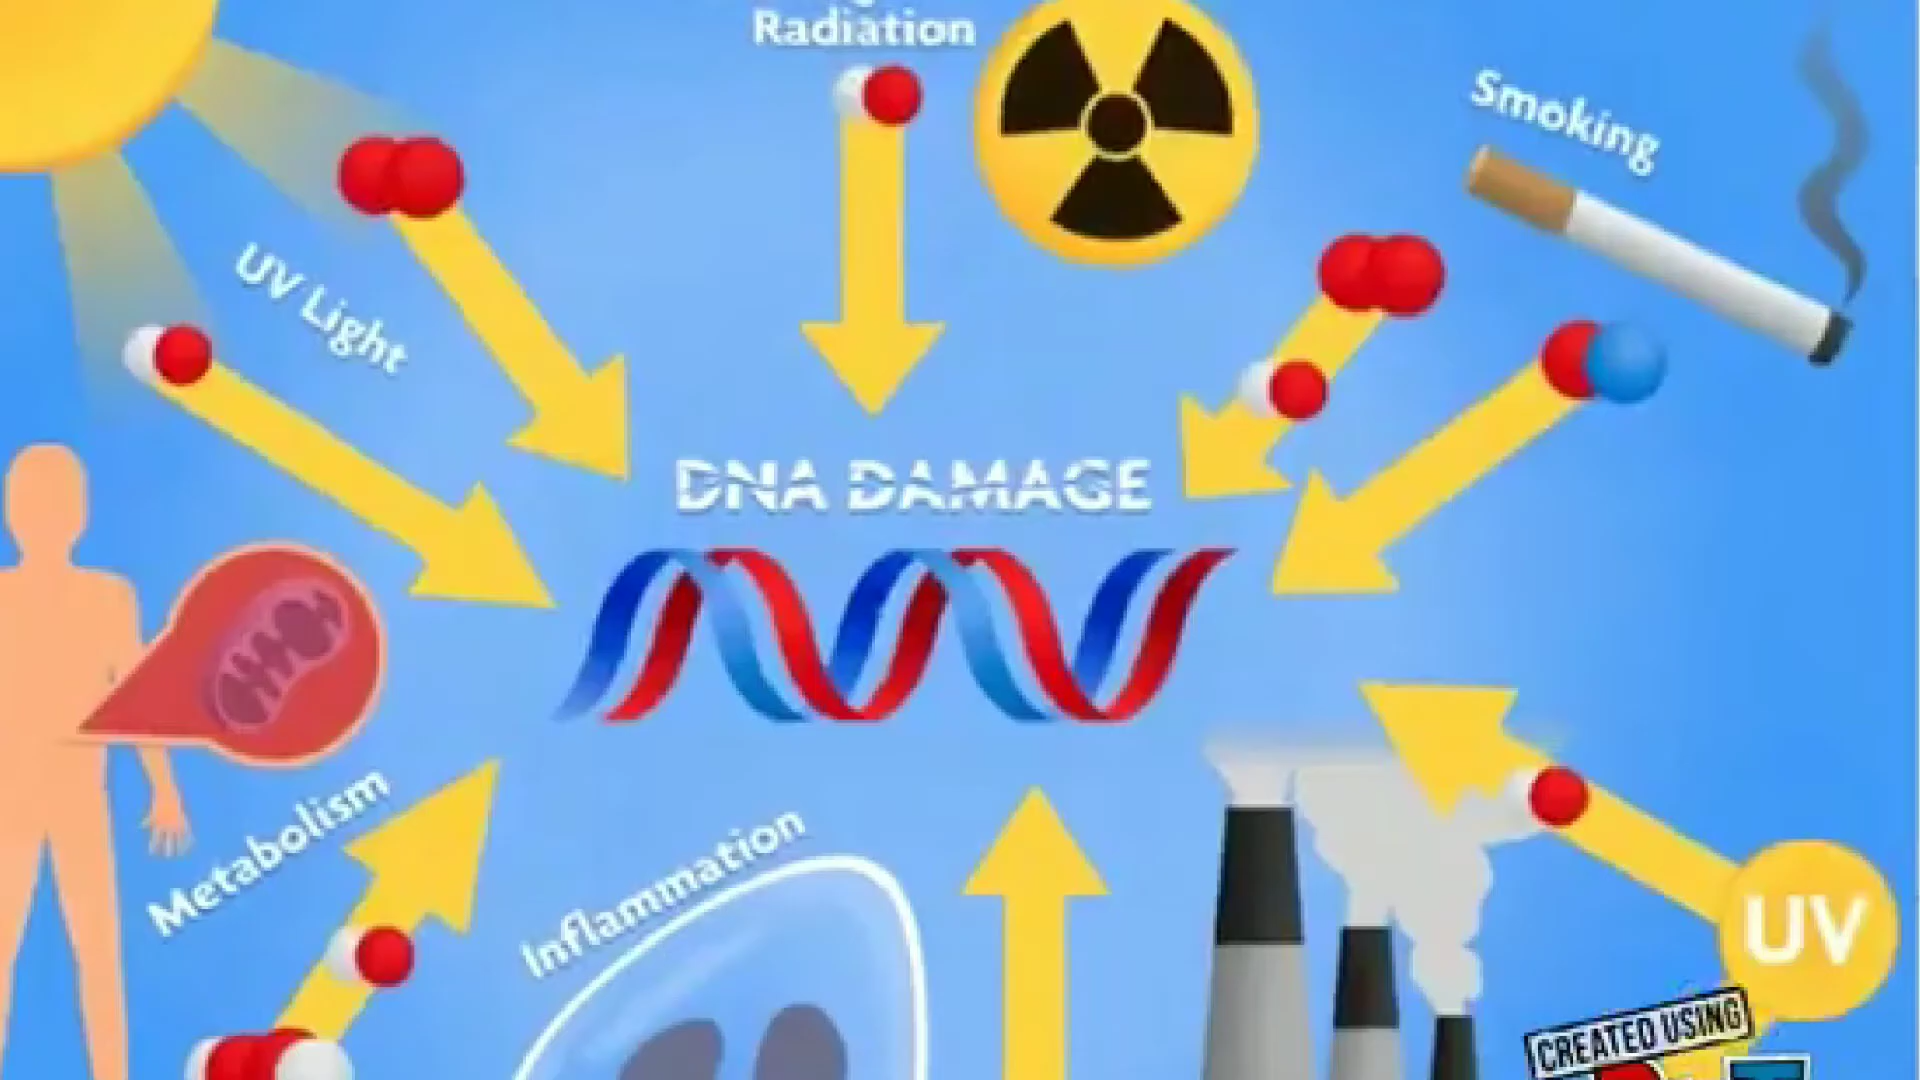 Radiation
Smoking
UV Light
DNA DAMAGE
Metabolism
Inflammation
UV
CREATED USING